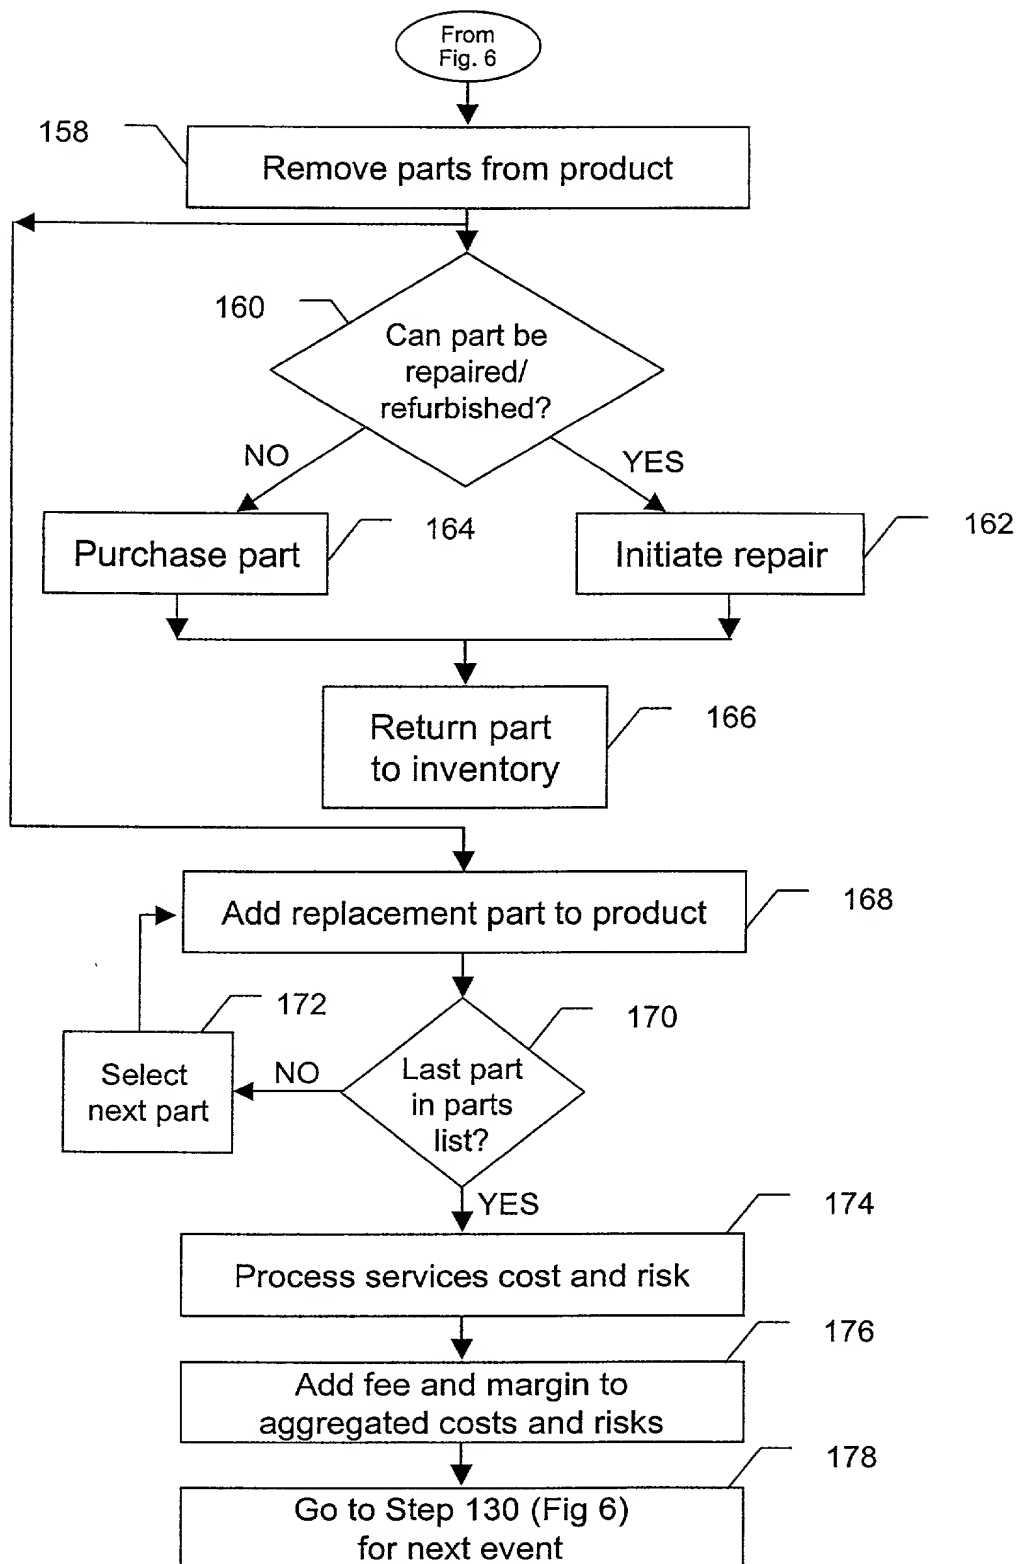 From
Fig. 6
158
Remove parts from product
160
Can part be
repaired/
refurbished?
NO
YES
Purchase part
164
Initiate repair
162
Return part
to inventory
166
Add replacement part to product
168
172
170
Select
next part
NO
Last part
in parts
list?
YES
174
Process services cost and risk
176
Add fee and margin to
aggregated costs and risks
178
Go to Step 130 (Fig 6)
for next event